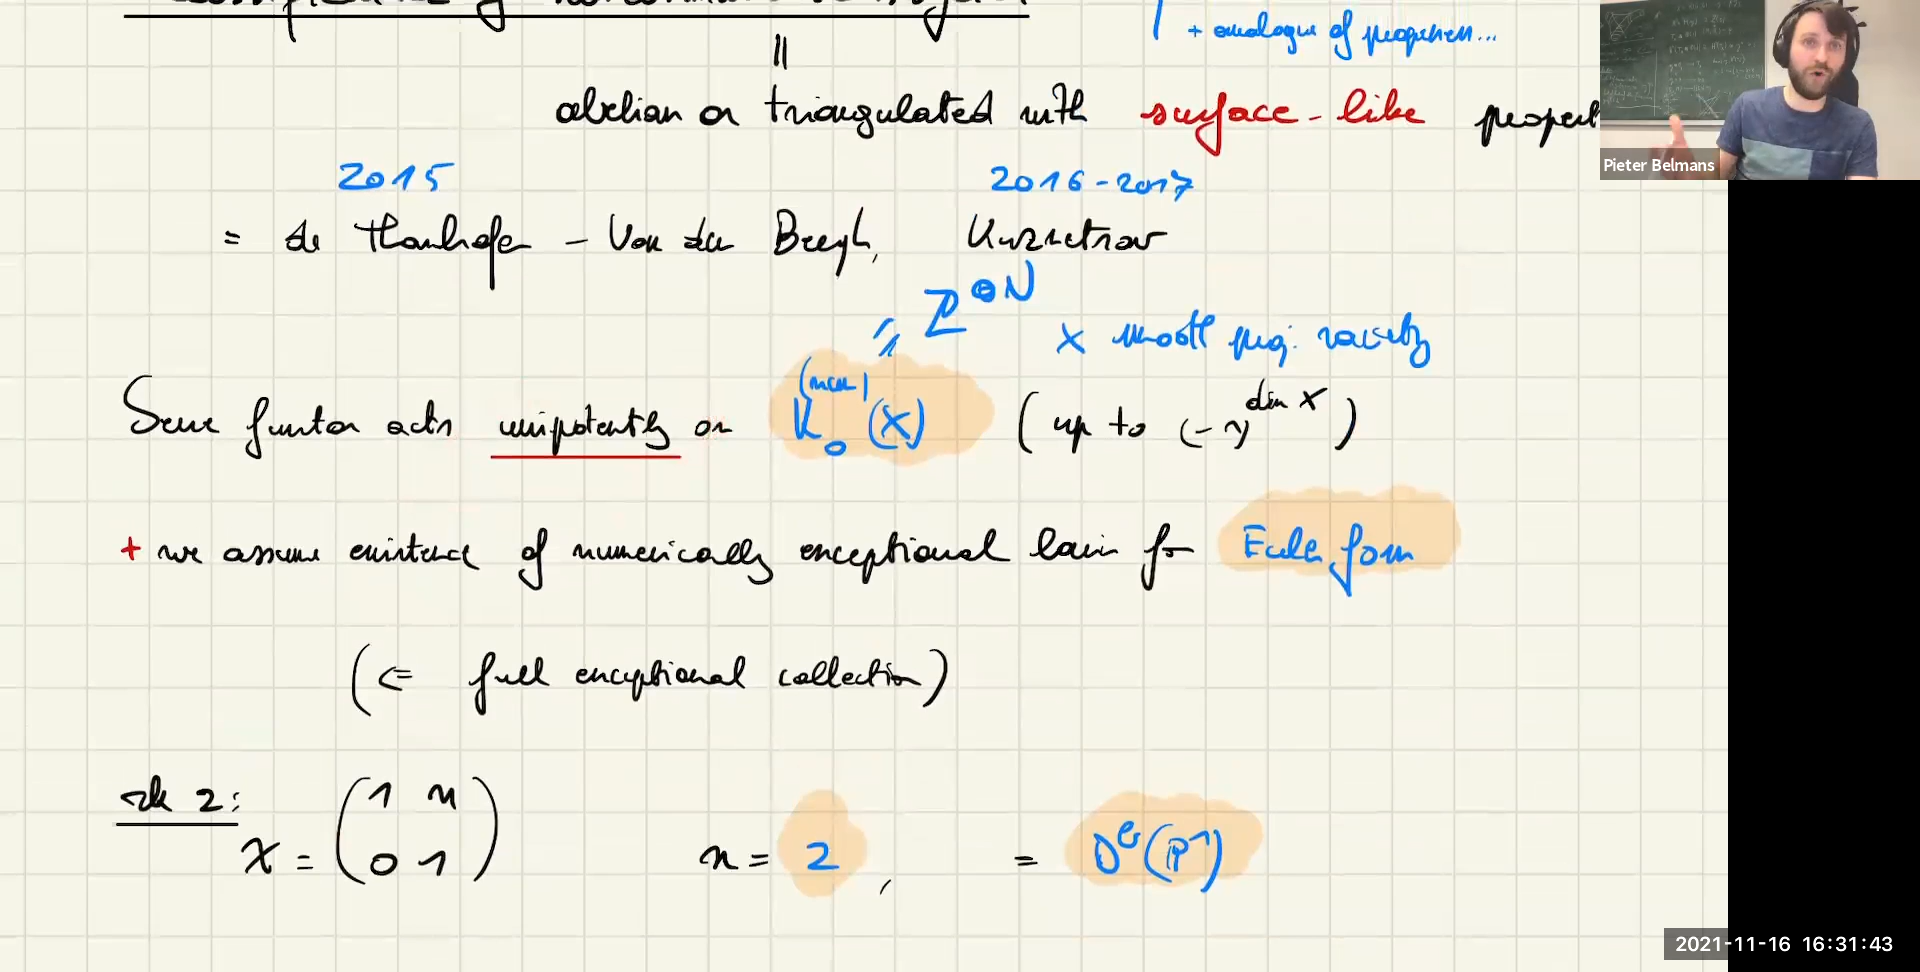 + analogue of properness...
||
abelian or triangulated with surface-like propert
Pieter Belmans
2015
2016-2017
= de Thanhoffer - Van den Bergh, Kuznetsov
≅ Z^⊕N
X smooth proj. variety
Serre functor acts unipotently on K_0^(num)(X) (up to (-1)^dim X)
+ we assume existence of numerically exceptional basis for Euler form
(⇐ full exceptional collection)
rk 2:
χ = (1 n
0 1)
n = 2, = D^b(P^1)
2021-11-16 16:31:43